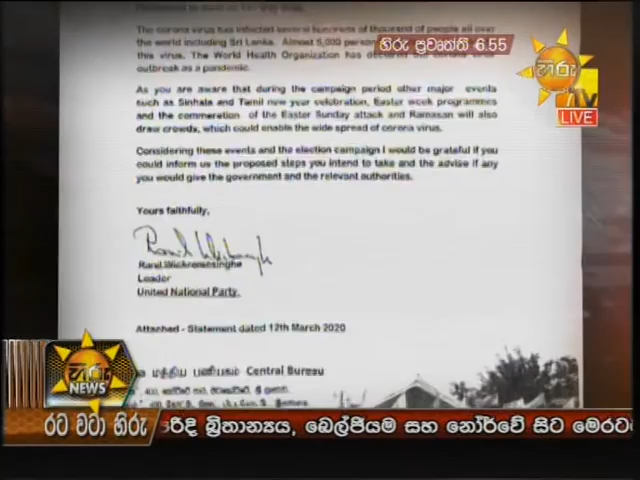 The corona virus has infected several hundreds of thousand of people all over
the world including Sri Lanka. Almost 5,000 person
this virus. The World Health Organization has
outbreak as a pandemic.
හිරු ප්‍රවෘත්ති 6.55
හිරු
tv
LIVE
As you are aware that during the campaign period other major events
such as Sinhala and Tamil new year celebration, Easter week programmes
and the commeration of the Easter Sunday attack and Ramasan will also
draw crowds, which could enable the wide spread of corona virus.
Considering these events and the election campaign I would be grateful if you
could inform us the proposed steps you intend to take and the advise if any
you would give the government and the relevant authorities.
Yours faithfully,
Ranil Wickremesinghe
Leader
United National Party.
Attached - Statement dated 12th March 2020
மத்திய பணியகம் Central Bureau
හිරු
NEWS
රට වටා හිරු
රිදි බ්‍රිතාන්‍යය, බෙල්ජියම සහ නෝර්වේ සිට මෙරට